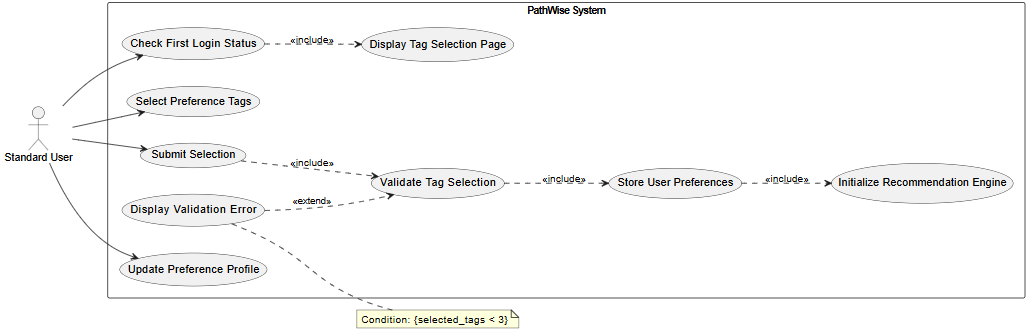 PathWise System
Check First Login Status
«include»
Display Tag Selection Page
Select Preference Tags
Standard User
Submit Selection
«include»
Validate Tag Selection
«include»
Store User Preferences
«include»
Initialize Recommendation Engine
Display Validation Error
«extend»
Update Preference Profile
Condition: {selected_tags < 3}